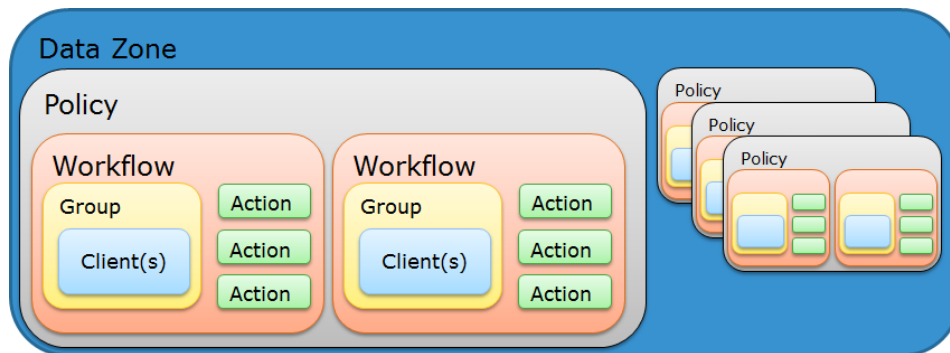 Data Zone
Policy
Workflow
Group
Client(s)
Action
Action
Action
Workflow
Group
Client(s)
Action
Action
Action
Policy
Policy
Policy